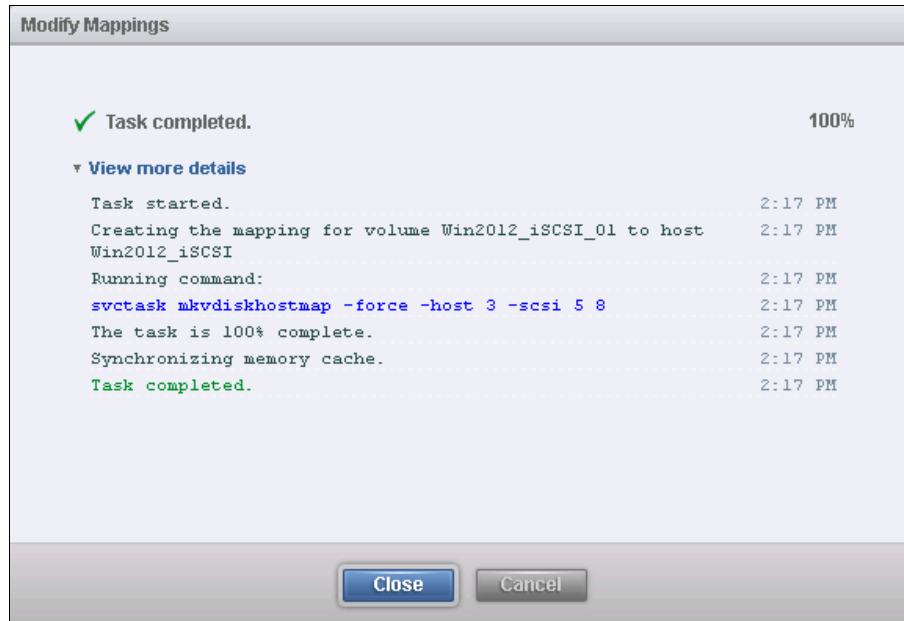 Modify Mappings
Task completed. 100%
View more details
Task started. 2:17 PM
Creating the mapping for volume Win2012_iSCSI_01 to host 2:17 PM
Win2012_iSCSI
Running command: 2:17 PM
svctask mkvdiskhostmap -force -host 3 -scsi 5 8 2:17 PM
The task is 100% complete. 2:17 PM
Synchronizing memory cache. 2:17 PM
Task completed. 2:17 PM
Close Cancel